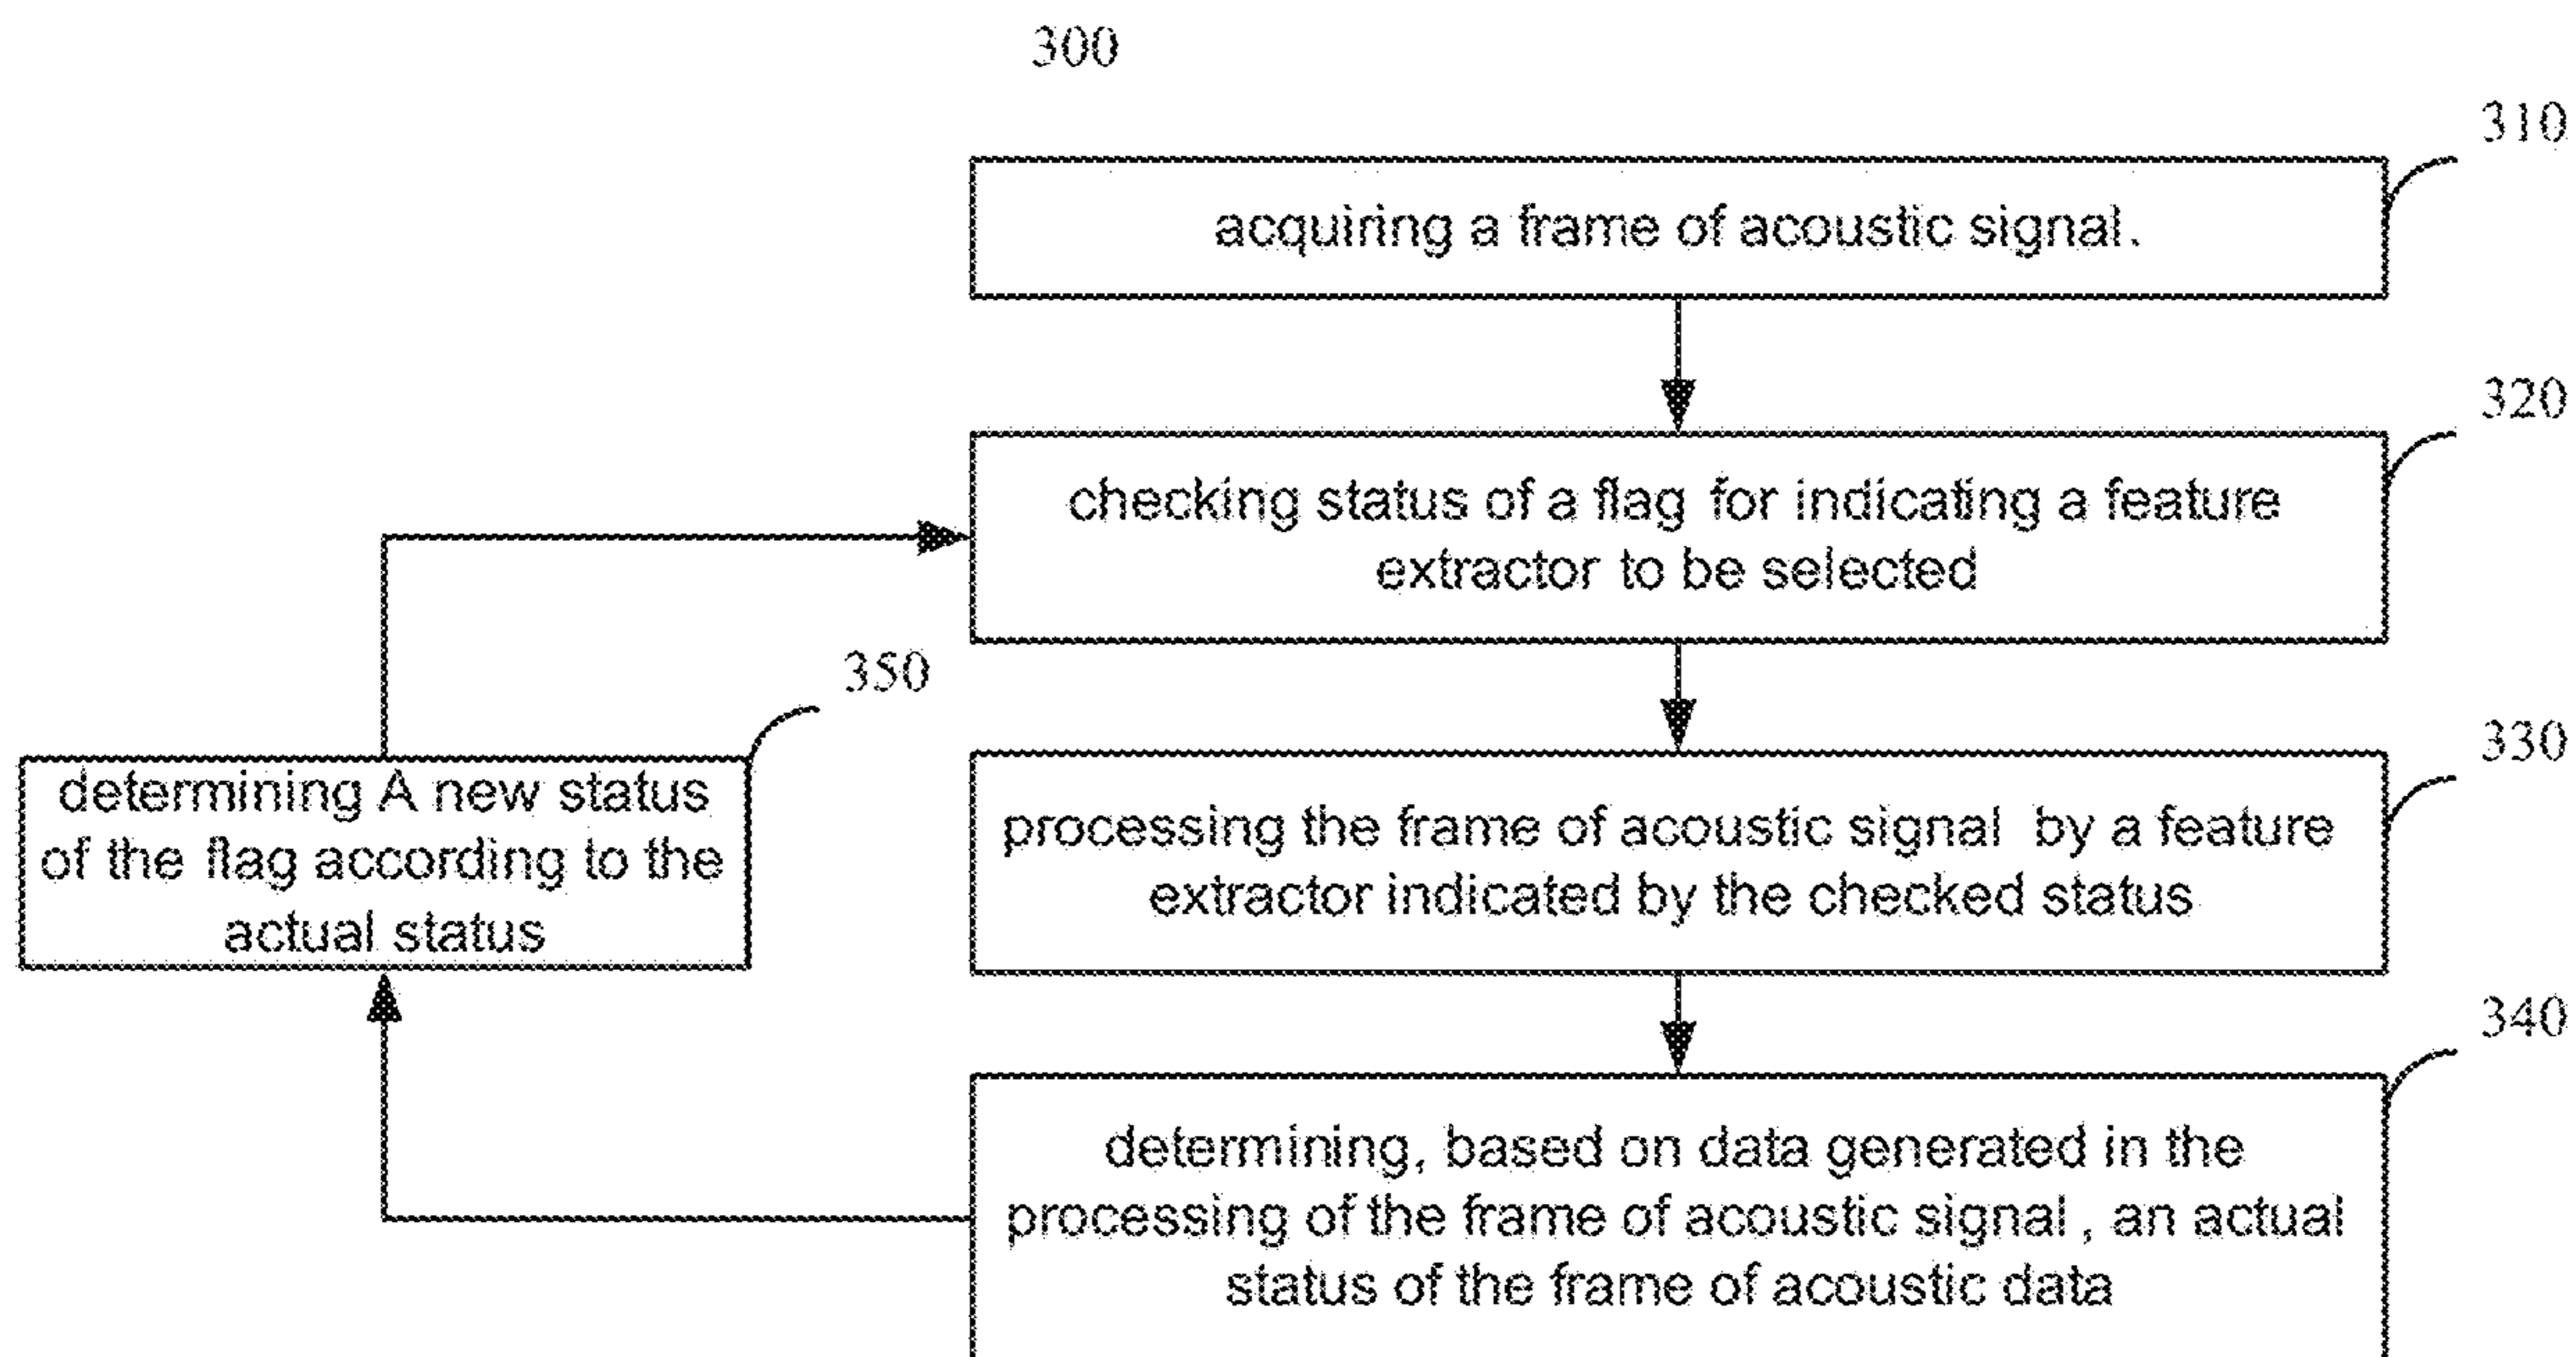 300
310
acquiring a frame of acoustic signal.
320
checking status of a flag for indicating a feature
extractor to be selected
350
determining A new status
of the flag according to the
actual status
330
processing the frame of acoustic signal by a feature
extractor indicated by the checked status
340
determining, based on data generated in the
processing of the frame of acoustic signal, an actual
status of the frame of acoustic data